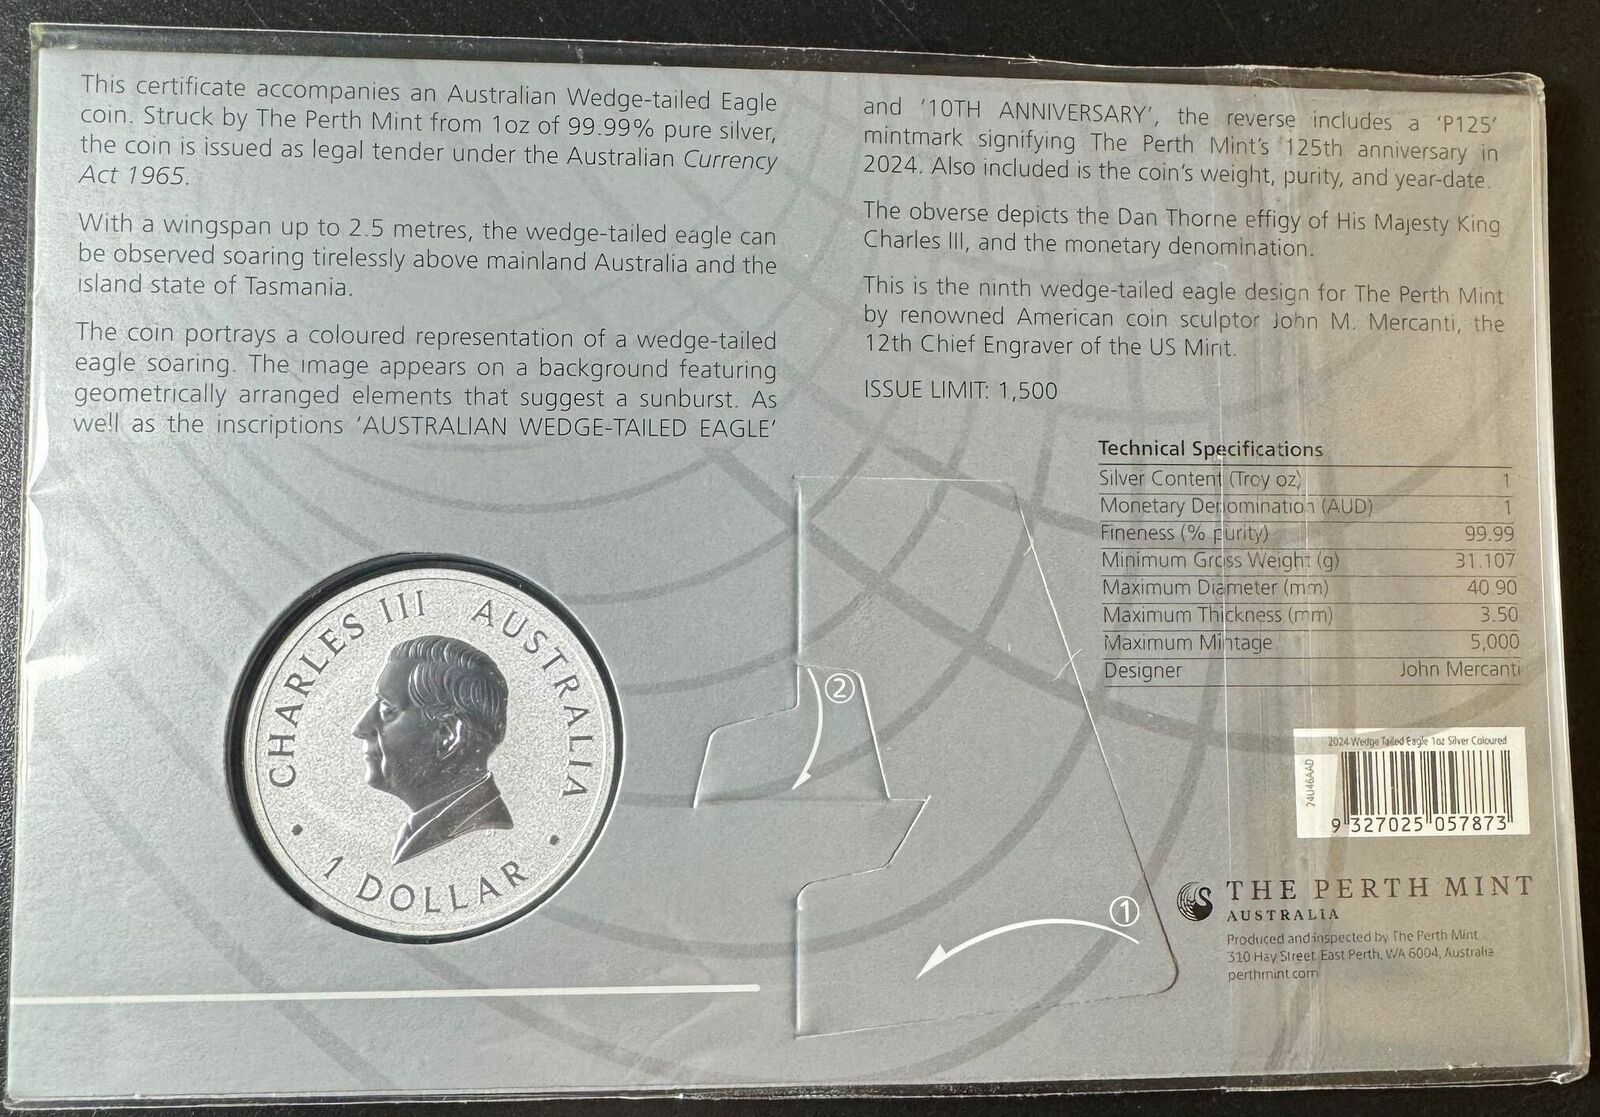 This certificate accompanies an Australian Wedge-tailed Eagle
coin. Struck by The Perth Mint from 1oz of 99.99% pure silver,
the coin is issued as legal tender under the Australian Currency
Act 1965.
With a wingspan up to 2.5 metres, the wedge-tailed eagle can
be observed soaring tirelessly above mainland Australia and the
island state of Tasmania.
The coin portrays a coloured representation of a wedge-tailed
eagle soaring. The image appears on a background featuring
geometrically arranged elements that suggest a sunburst. As
well as the inscriptions 'AUSTRALIAN WEDGE-TAILED EAGLE'
and '10TH ANNIVERSARY', the reverse includes a 'P125'
mintmark signifying The Perth Mint's 125th anniversary in
2024. Also included is the coin's weight, purity, and year-date.
The obverse depicts the Dan Thorne effigy of His Majesty King
Charles III, and the monetary denomination.
This is the ninth wedge-tailed eagle design for The Perth Mint
by renowned American coin sculptor John M. Mercanti, the
12th Chief Engraver of the US Mint.
ISSUE LIMIT: 1,500
Technical Specifications
Silver Content (Troy oz) 1
Monetary Denomination (AUD) 1
Fineness (% purity) 99.99
Minimum Gross Weight (g) 31.107
Maximum Diameter (mm) 40.90
Maximum Thickness (mm) 3.50
Maximum Mintage 5,000
Designer John Mercanti
CHARLES III AUSTRALIA
1 DOLLAR
2
1
2024 Wedge Tailed Eagle 1oz Silver Coloured
74U46AAD
9 327025 057873
THE PERTH MINT
AUSTRALIA
Produced and inspected by The Perth Mint
310 Hay Street, East Perth, WA 6004, Australia
perthmint.com